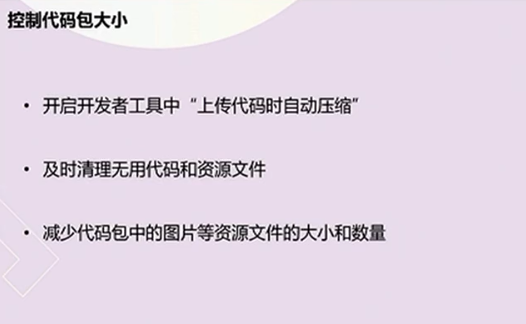 控制代码包大小
• 开启开发者工具中“上传代码时自动压缩”
• 及时清理无用代码和资源文件
• 减少代码包中的图片等资源文件的大小和数量